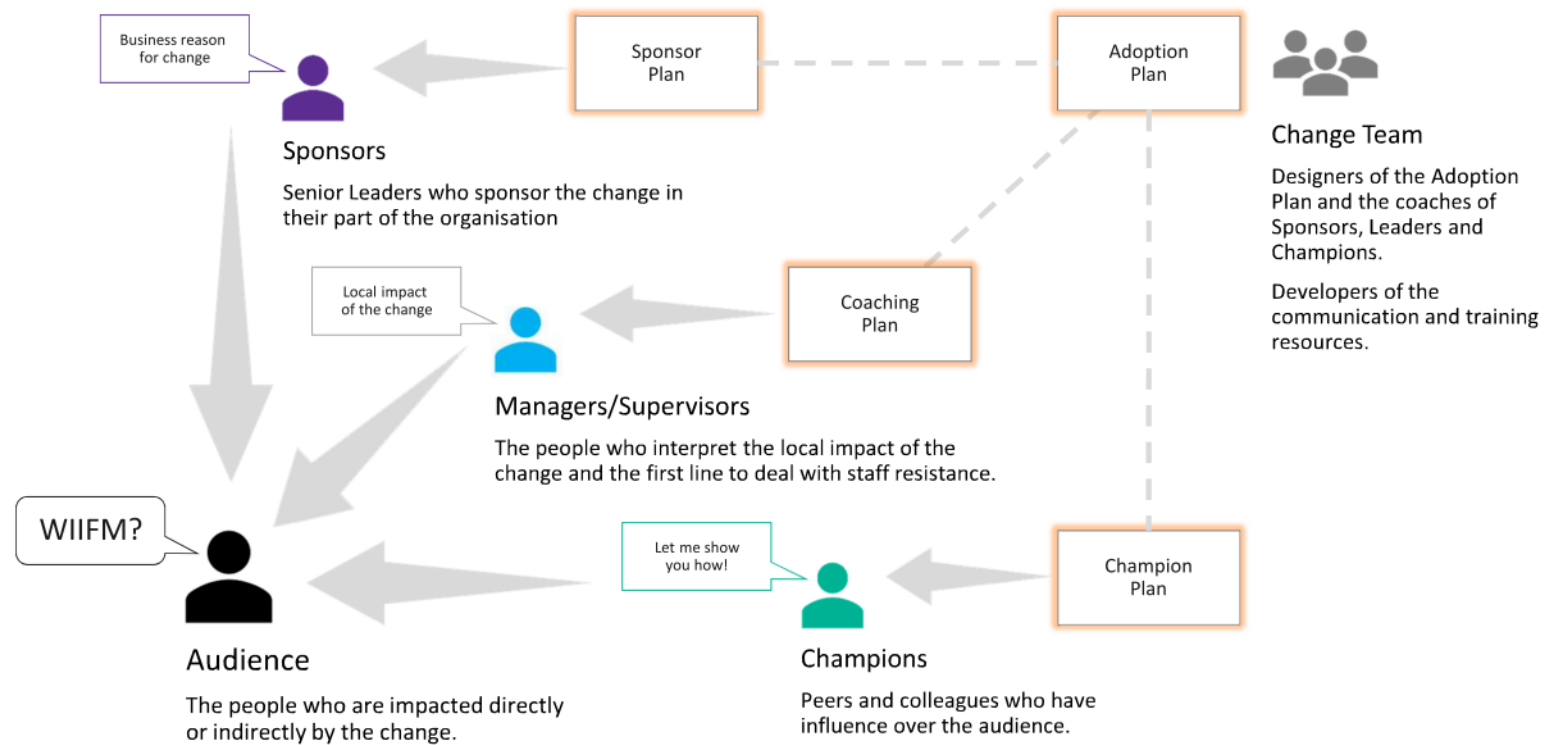 Business reason
for change
Sponsor
Plan
Adoption
Plan
Sponsors
Senior Leaders who sponsor the change in
their part of the organisation
Change Team
Designers of the Adoption
Plan and the coaches of
Sponsors, Leaders and
Champions.
Developers of the
communication and training
resources.
Local impact
of the change
Coaching
Plan
Managers/Supervisors
The people who interpret the local impact of the
change and the first line to deal with staff resistance.
WIIFM?
Let me show
you how!
Champion
Plan
Audience
The people who are impacted directly
or indirectly by the change.
Champions
Peers and colleagues who have
influence over the audience.